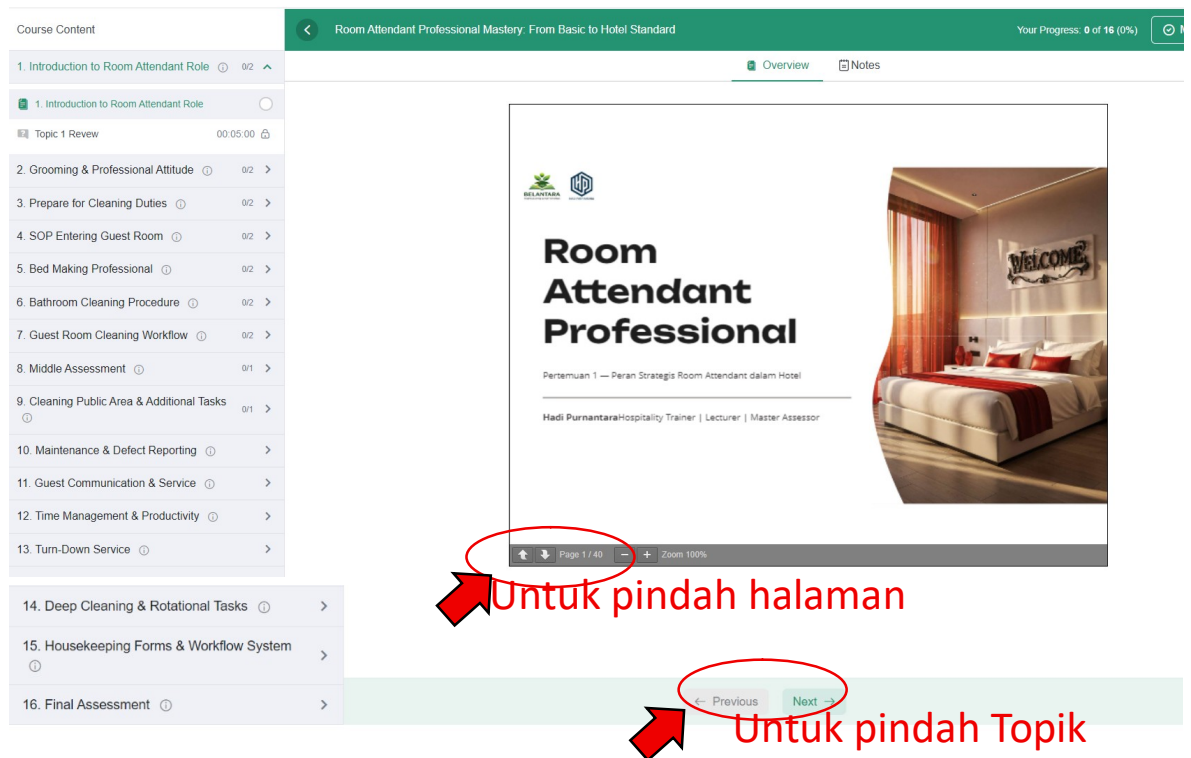 Course Content
1. Introduction to Room Attendant Role 0/2
1. Introduction to Room Attendant Role
Topic 1 Revew 00:05:00
2. Grooming & Professional Attitude 0/2
3. Prepare for Cleaning Duties 0/2
4. SOP Entering Guest Room 0/2
5. Bed Making Professional 0/2
6. Bathroom Cleaning Procedure 0/2
7. Guest Room Cleaning Workflow 0/2
8. Middle Assessment 0/1
9. Cleaning Public Area & Additional Tasks
0/1
10. Maintenance & Defect Reporting
11. Guest Communication & Service
12. Time Management & Productivity
13. Turn-Down Service
14. Deep Cleaning & Rotational Tasks
15. Housekeeping Forms & Workflow System
16. Final Assesment
Room Attendant Professional Mastery: From Basic to Hotel Standard
Your Progress: 0 of 16 (0%)
Overview Notes
BELANTARA
Room
Attendant
Professional
Pertemuan 1 — Peran Strategis Room Attendant dalam Hotel
Hadi PurnantaraHospitality Trainer | Lecturer | Master Assessor
WELCOME
Page 1 / 40 − + Zoom 100%
Untuk pindah halaman
← Previous Next →
Untuk pindah Topik